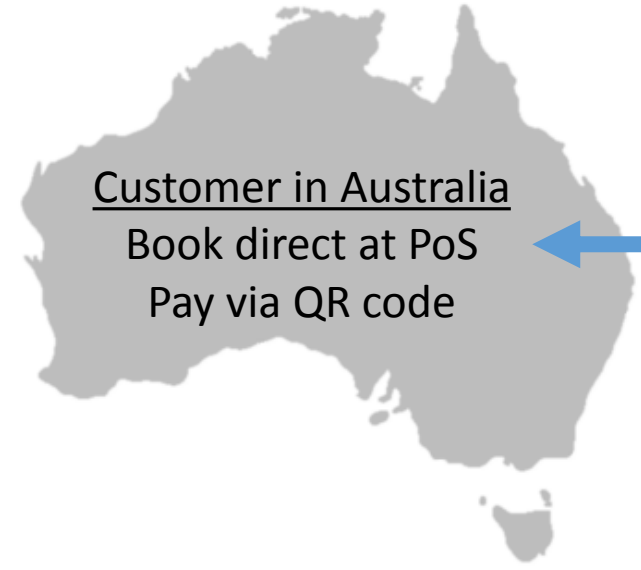 Customer in Australia
Book direct at PoS
Pay via QR code